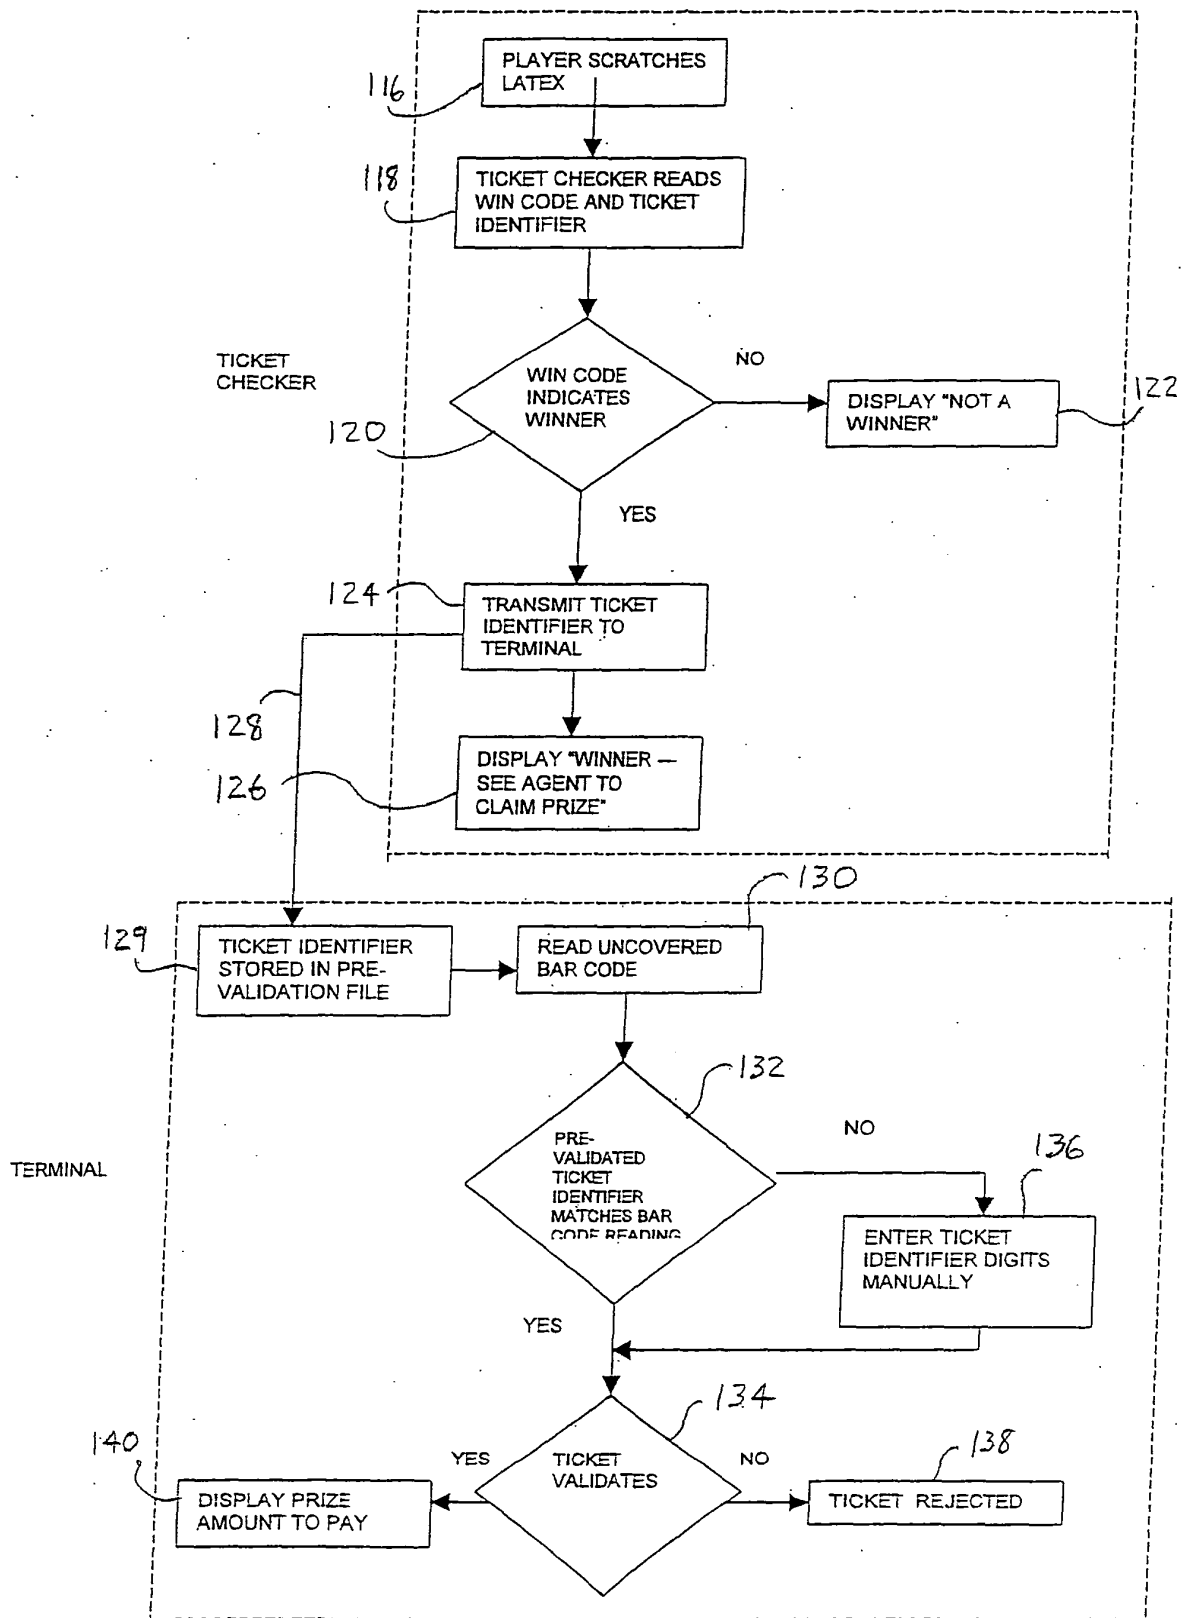 PLAYER SCRATCHES
LATEX
116
TICKET CHECKER READS
WIN CODE AND TICKET
IDENTIFIER
118
TICKET
CHECKER
WIN CODE
INDICATES
WINNER
120
NO
DISPLAY "NOT A
WINNER"
122
YES
124
TRANSMIT TICKET
IDENTIFIER TO
TERMINAL
128
DISPLAY "WINNER —
SEE AGENT TO
CLAIM PRIZE"
126
130
129
TICKET IDENTIFIER
STORED IN PRE-
VALIDATION FILE
READ UNCOVERED
BAR CODE
132
TERMINAL
PRE-
VALIDATED
TICKET
IDENTIFIER
MATCHES BAR
CODE READING
NO
136
ENTER TICKET
IDENTIFIER DIGITS
MANUALLY
YES
134
TICKET
VALIDATES
YES
NO
140
DISPLAY PRIZE
AMOUNT TO PAY
138
TICKET REJECTED